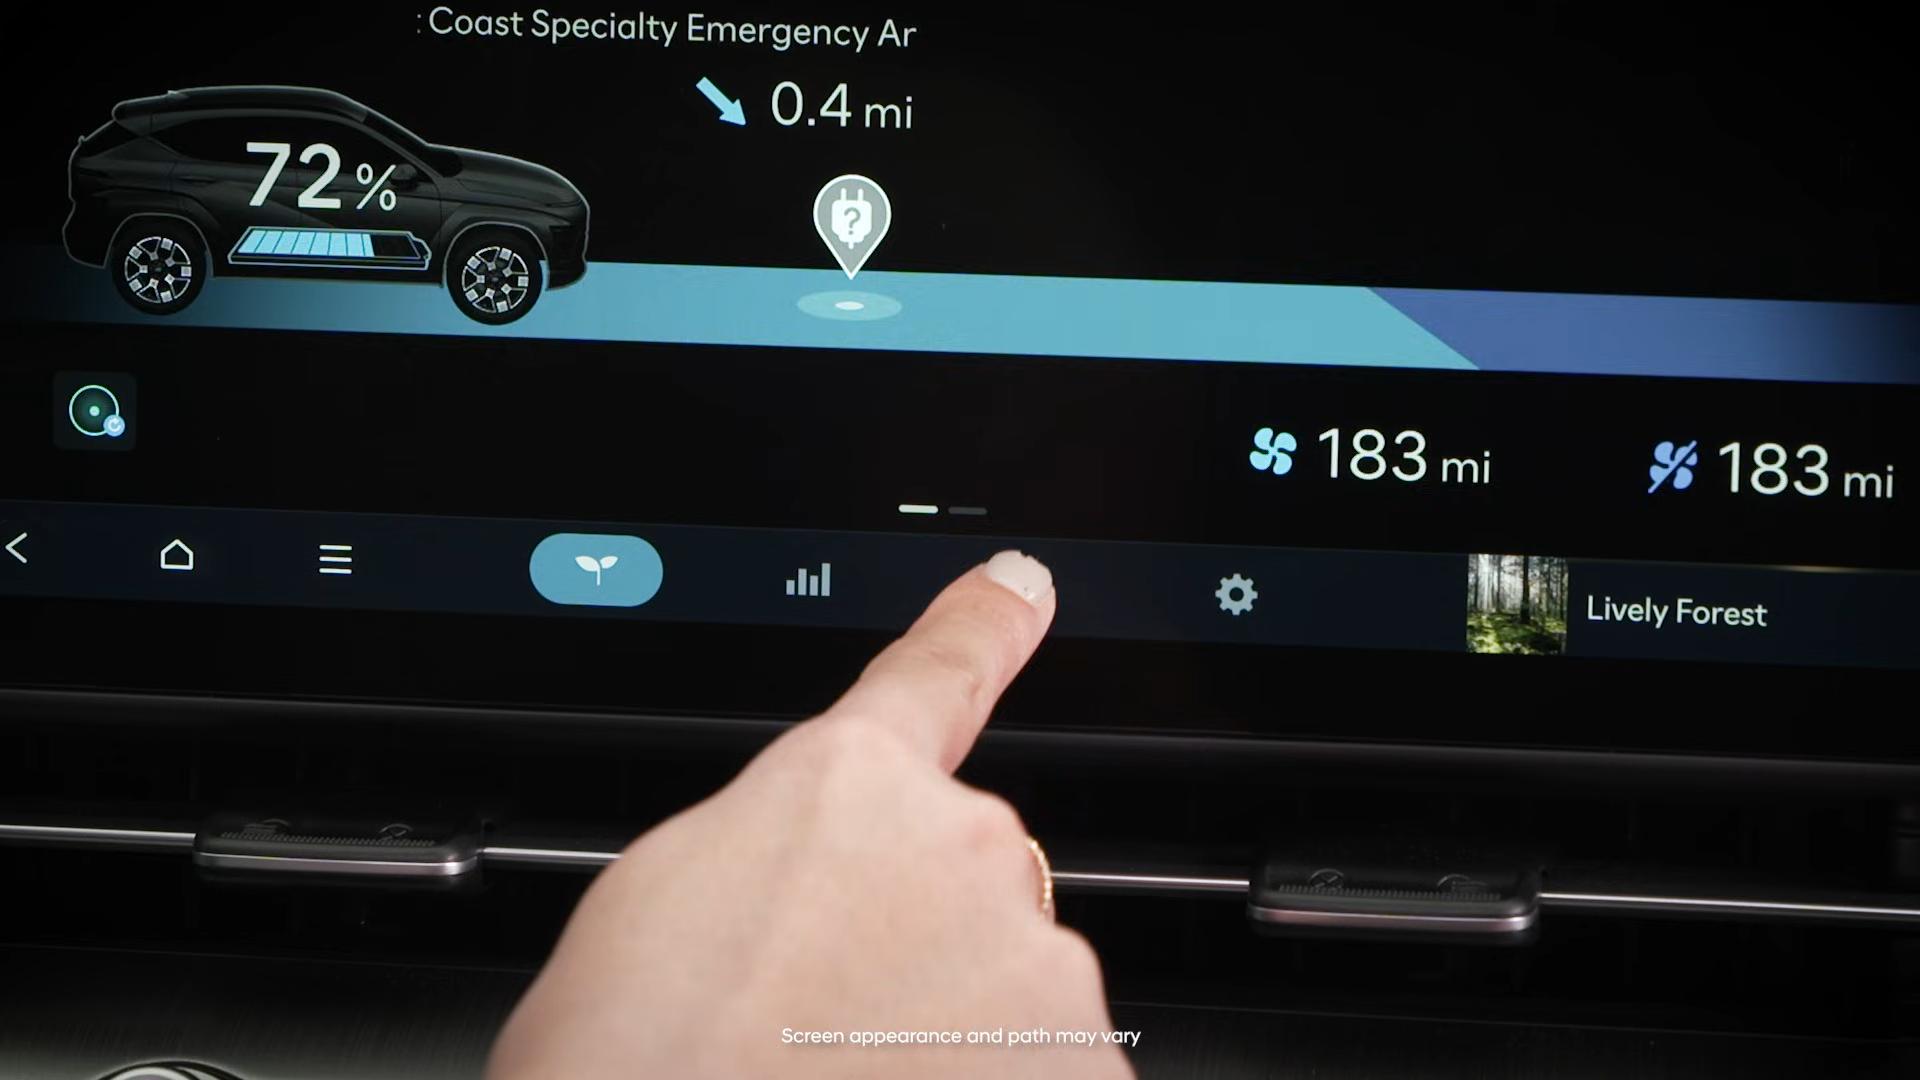 : Coast Specialty Emergency Ar
0.4 mi
72%
?
183 mi
183 mi
Lively Forest
Screen appearance and path may vary